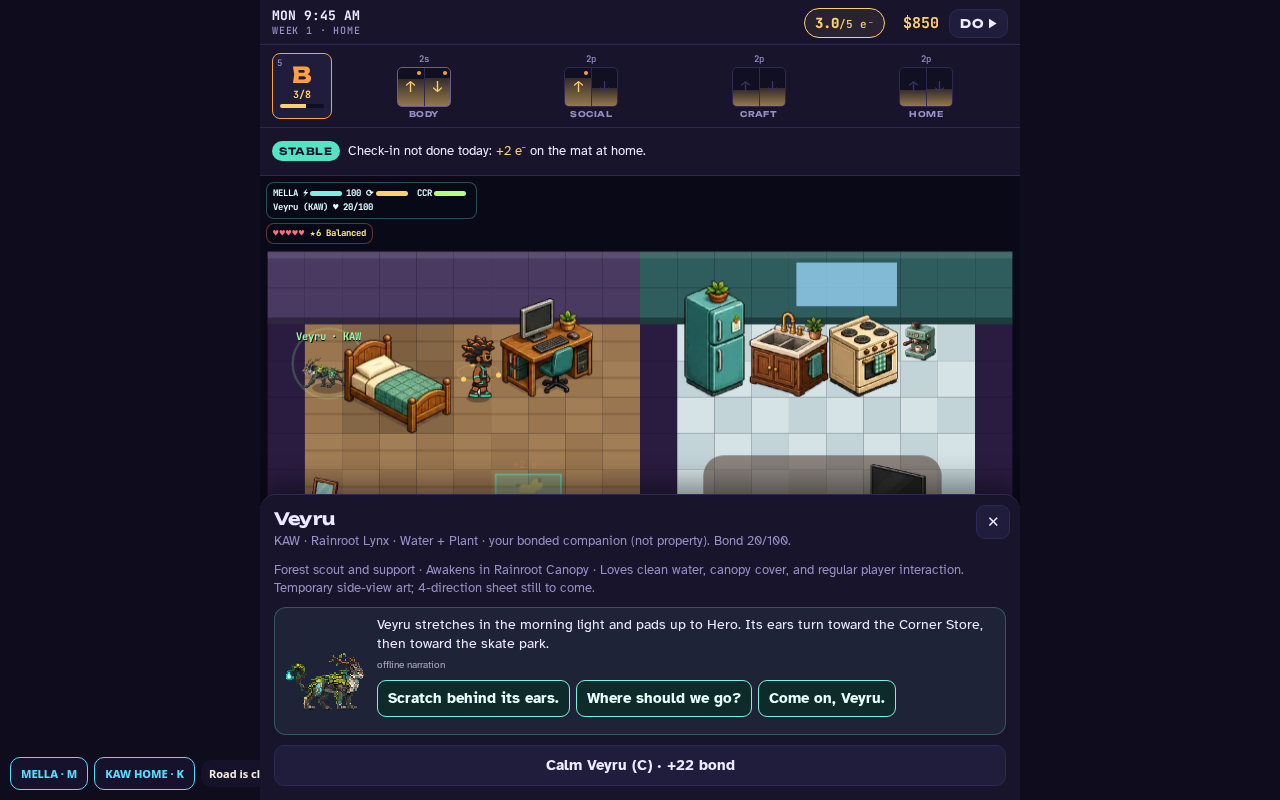 MON 9:45 AM
WEEK 1 · HOME
3.0/5 e⁻
$850
DO ▶
5
B
3/8
2s
↑ ↓
BODY
2p
↑ ↓
SOCIAL
2p
↑ ↓
CRAFT
2p
↑ ↓
HOME
STABLE
Check-in not done today: +2 e⁻ on the mat at home.
MELLA ⚡ 100 ⟳ CCR
Veyru (KAW) ♥ 20/100
♥♥♥♥♥ ★6 Balanced
Veyru · KAW
Veyru
✕
KAW · Rainroot Lynx · Water + Plant · your bonded companion (not property). Bond 20/100.
Forest scout and support · Awakens in Rainroot Canopy · Loves clean water, canopy cover, and regular player interaction.
Temporary side-view art; 4-direction sheet still to come.
Veyru stretches in the morning light and pads up to Hero. Its ears turn toward the Corner Store,
then toward the skate park.
offline narration
Scratch behind its ears.
Where should we go?
Come on, Veyru.
Calm Veyru (C) · +22 bond
MELLA · M
KAW HOME · K
Road is